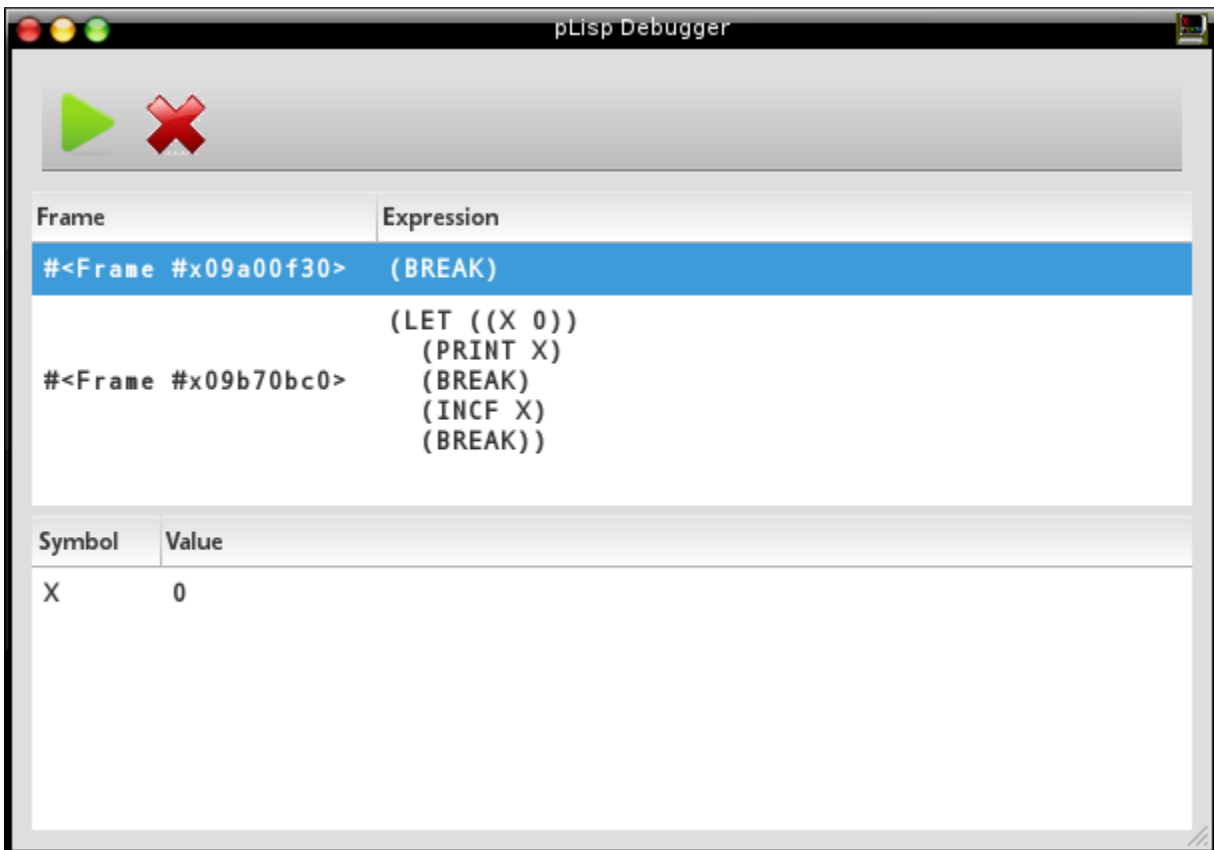 pLisp Debugger
Frame Expression
#<Frame #x09a00f30> (BREAK)
(LET ((X 0))
(PRINT X)
#<Frame #x09b70bc0> (BREAK)
(INCF X)
(BREAK))
Symbol Value
X 0